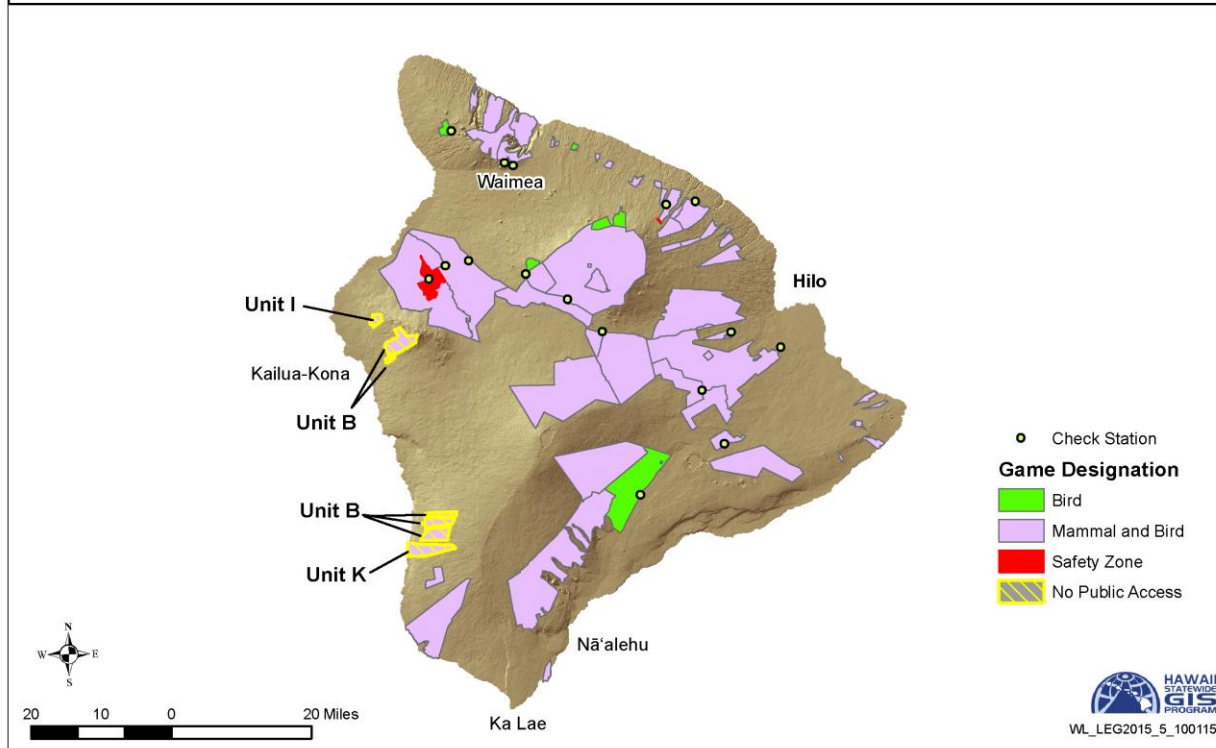 Waimea
Hilo
Unit I
Kailua-Kona
Unit B
Unit B
Unit K
Nā‘alehu
Ka Lae
Check Station
Game Designation
Bird
Mammal and Bird
Safety Zone
No Public Access
N
W E
S
20 10 0 20 Miles
HAWAII
STATEWIDE
GIS
PROGRAM
WL_LEG2015_5_100115